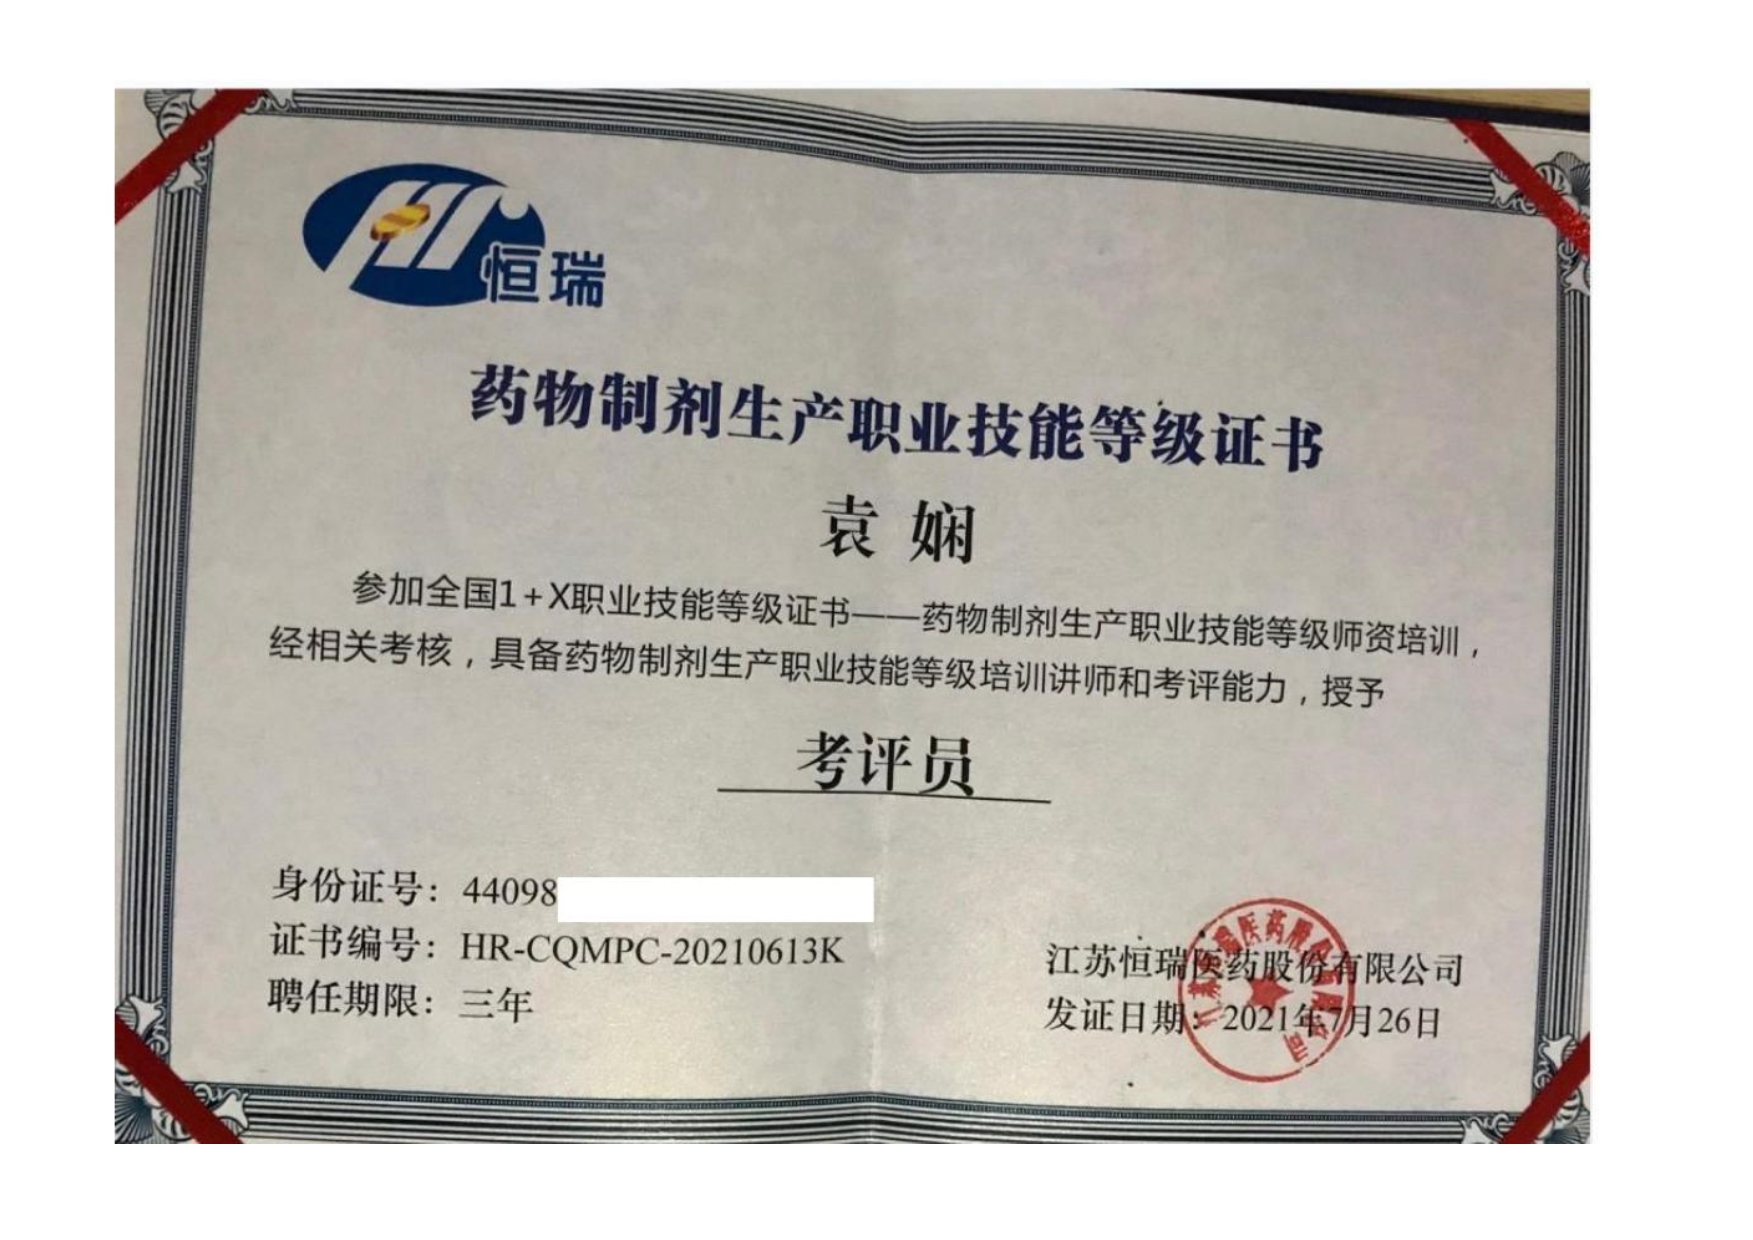 恒瑞
药物制剂生产职业技能等级证书
袁 娴
参加全国1+X职业技能等级证书——药物制剂生产职业技能等级师资培训，
经相关考核，具备药物制剂生产职业技能等级培训讲师和考评能力，授予
考评员
身份证号：44098
证书编号：HR-CQMPC-20210613K
聘任期限：三年
江苏恒瑞医药股份有限公司
发证日期：2021年7月26日